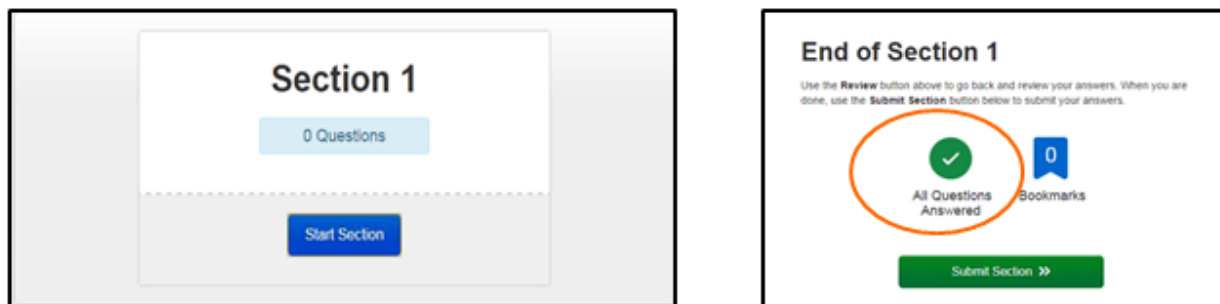 Section 1
0 Questions
Start Section
End of Section 1
Use the Review button above to go back and review your answers. When you are
done, use the Submit Section button below to submit your answers.
0
All Questions
Answered
Bookmarks
Submit Section »